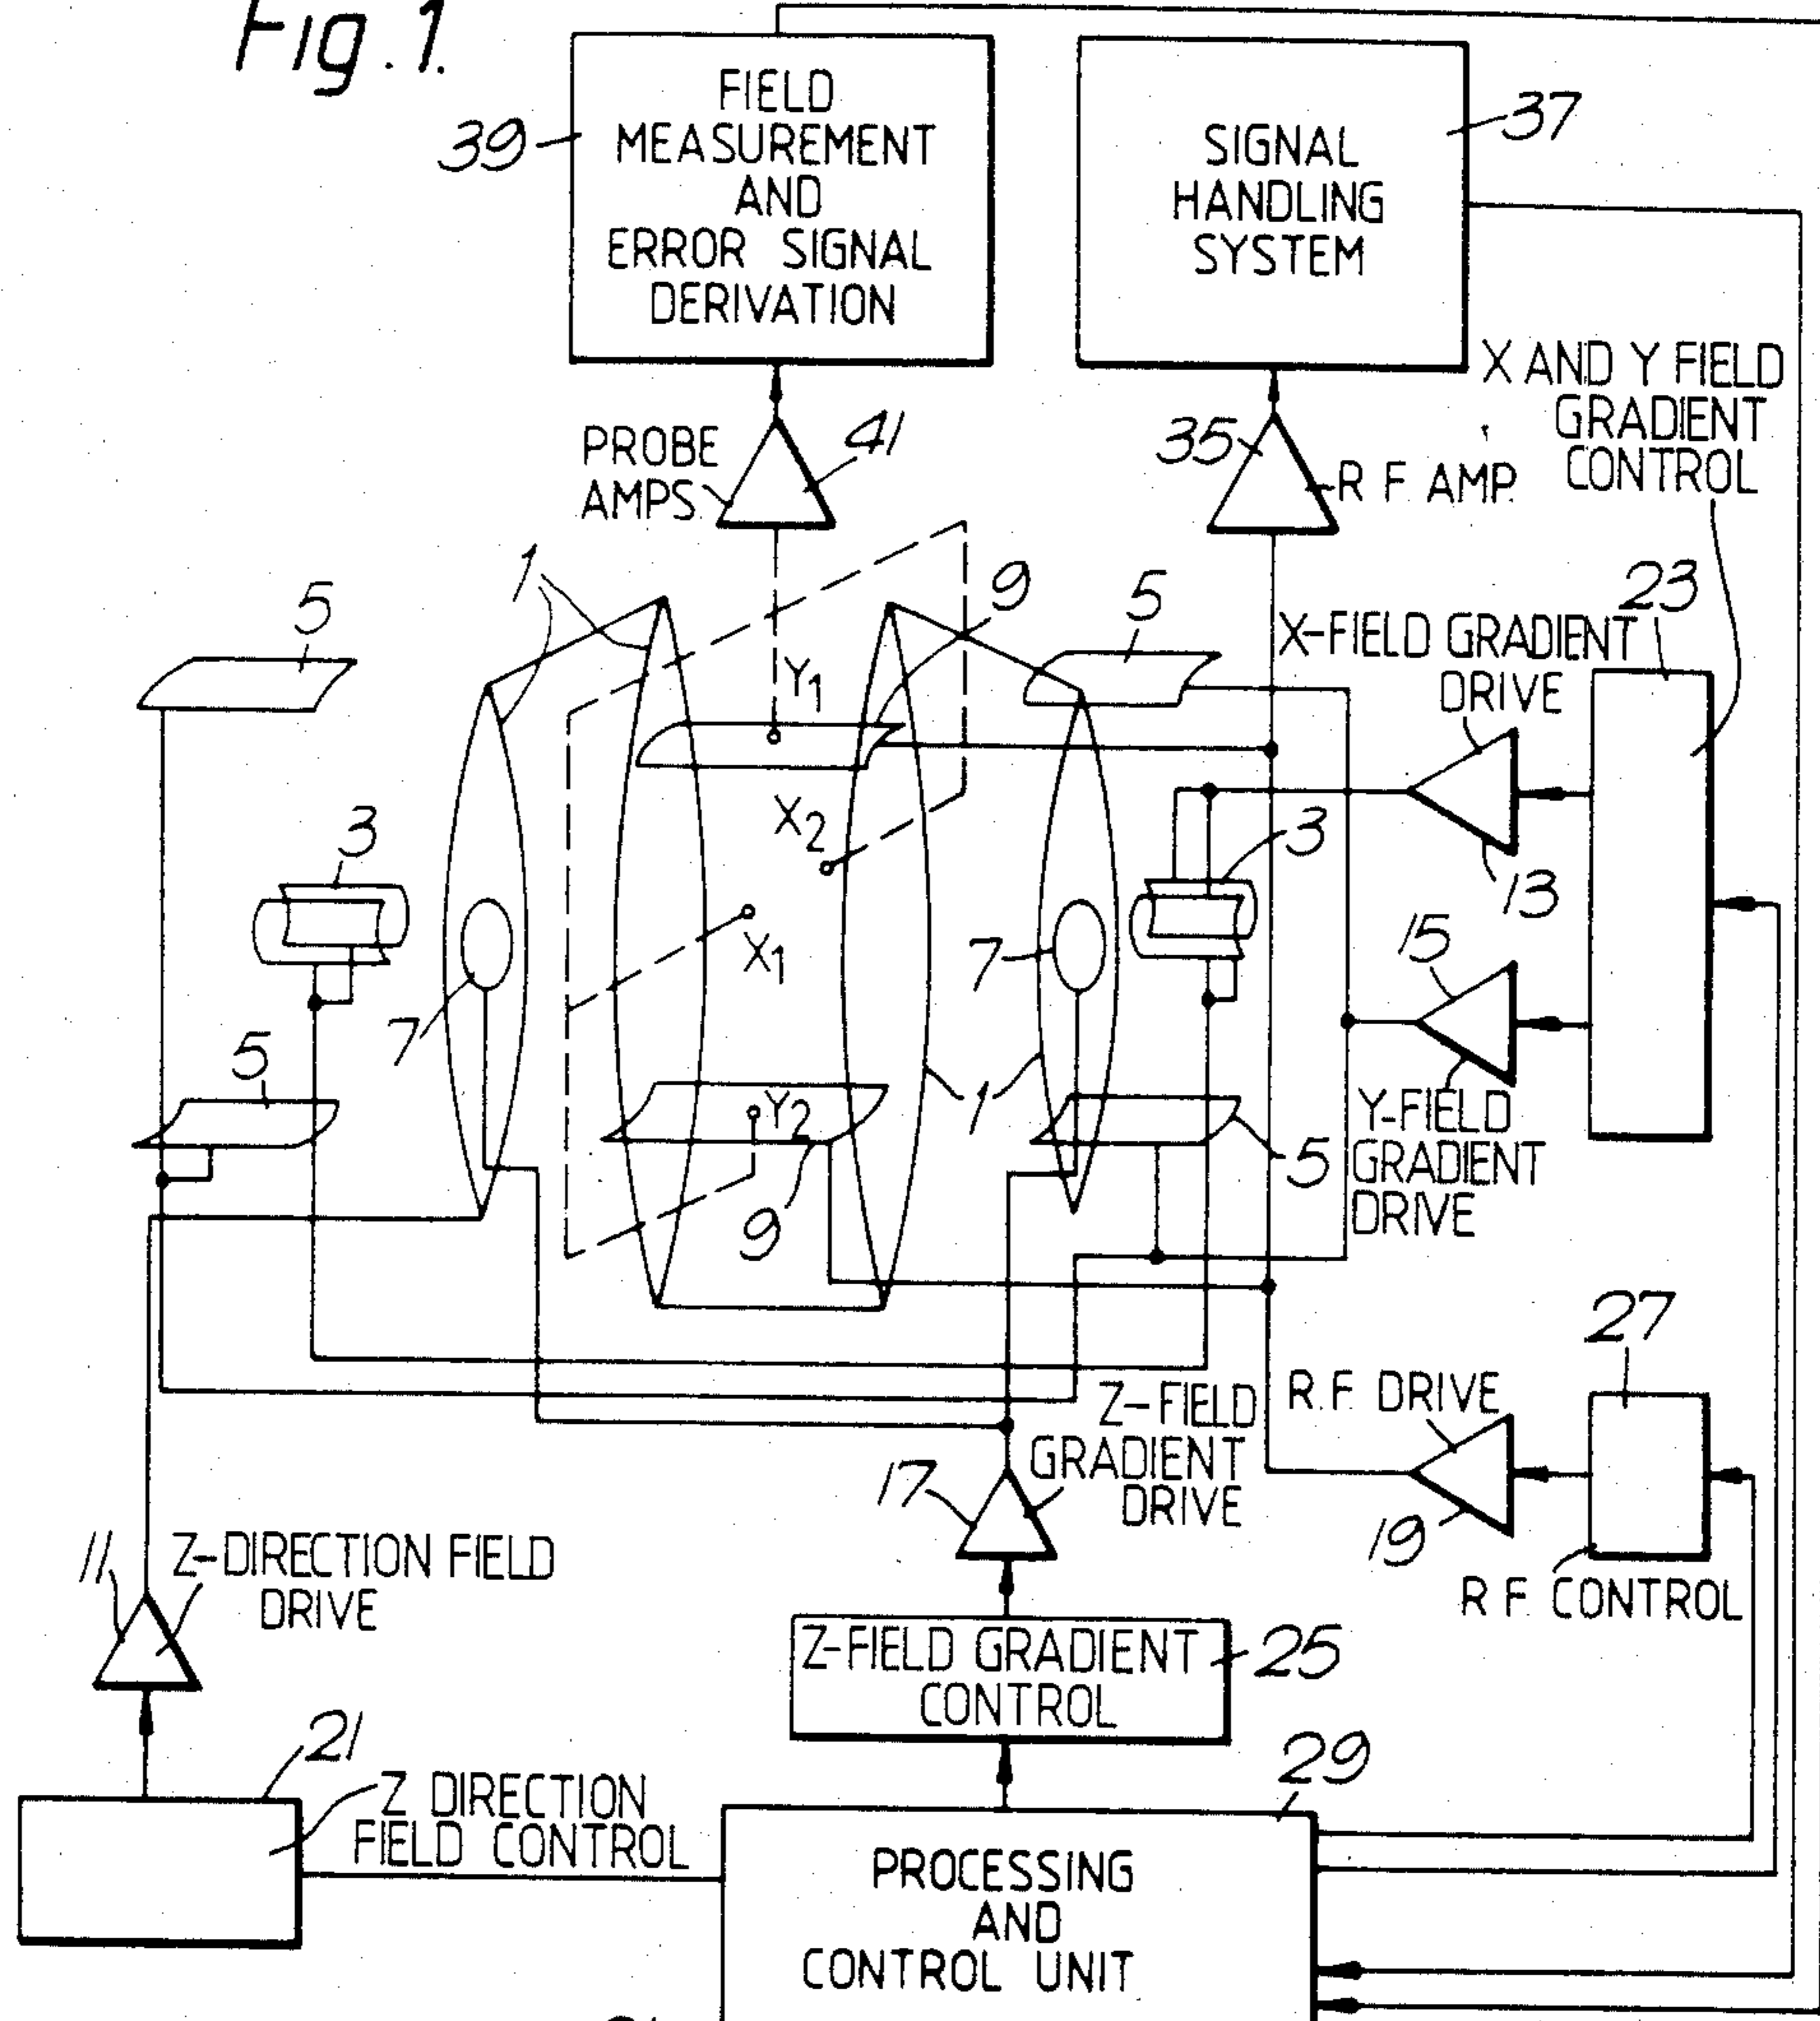 Fig. 1.
FIELD
MEASUREMENT
AND
ERROR SIGNAL
DERIVATION
39
SIGNAL
HANDLING
SYSTEM
37
X AND Y FIELD
GRADIENT
CONTROL
PROBE
AMPS.
41
35
R F. AMP.
1
9
5
5
23
X-FIELD GRADIENT
DRIVE
Y1
X2
3
3
13
X1
7
7
15
5
Y2
1
5
9
Y-FIELD
GRADIENT
DRIVE
27
R.F. DRIVE
Z-FIELD
GRADIENT
DRIVE
17
19
R F. CONTROL
11
Z-DIRECTION FIELD
DRIVE
Z-FIELD GRADIENT
CONTROL
25
21
Z DIRECTION
FIELD CONTROL
29
PROCESSING
AND
CONTROL UNIT